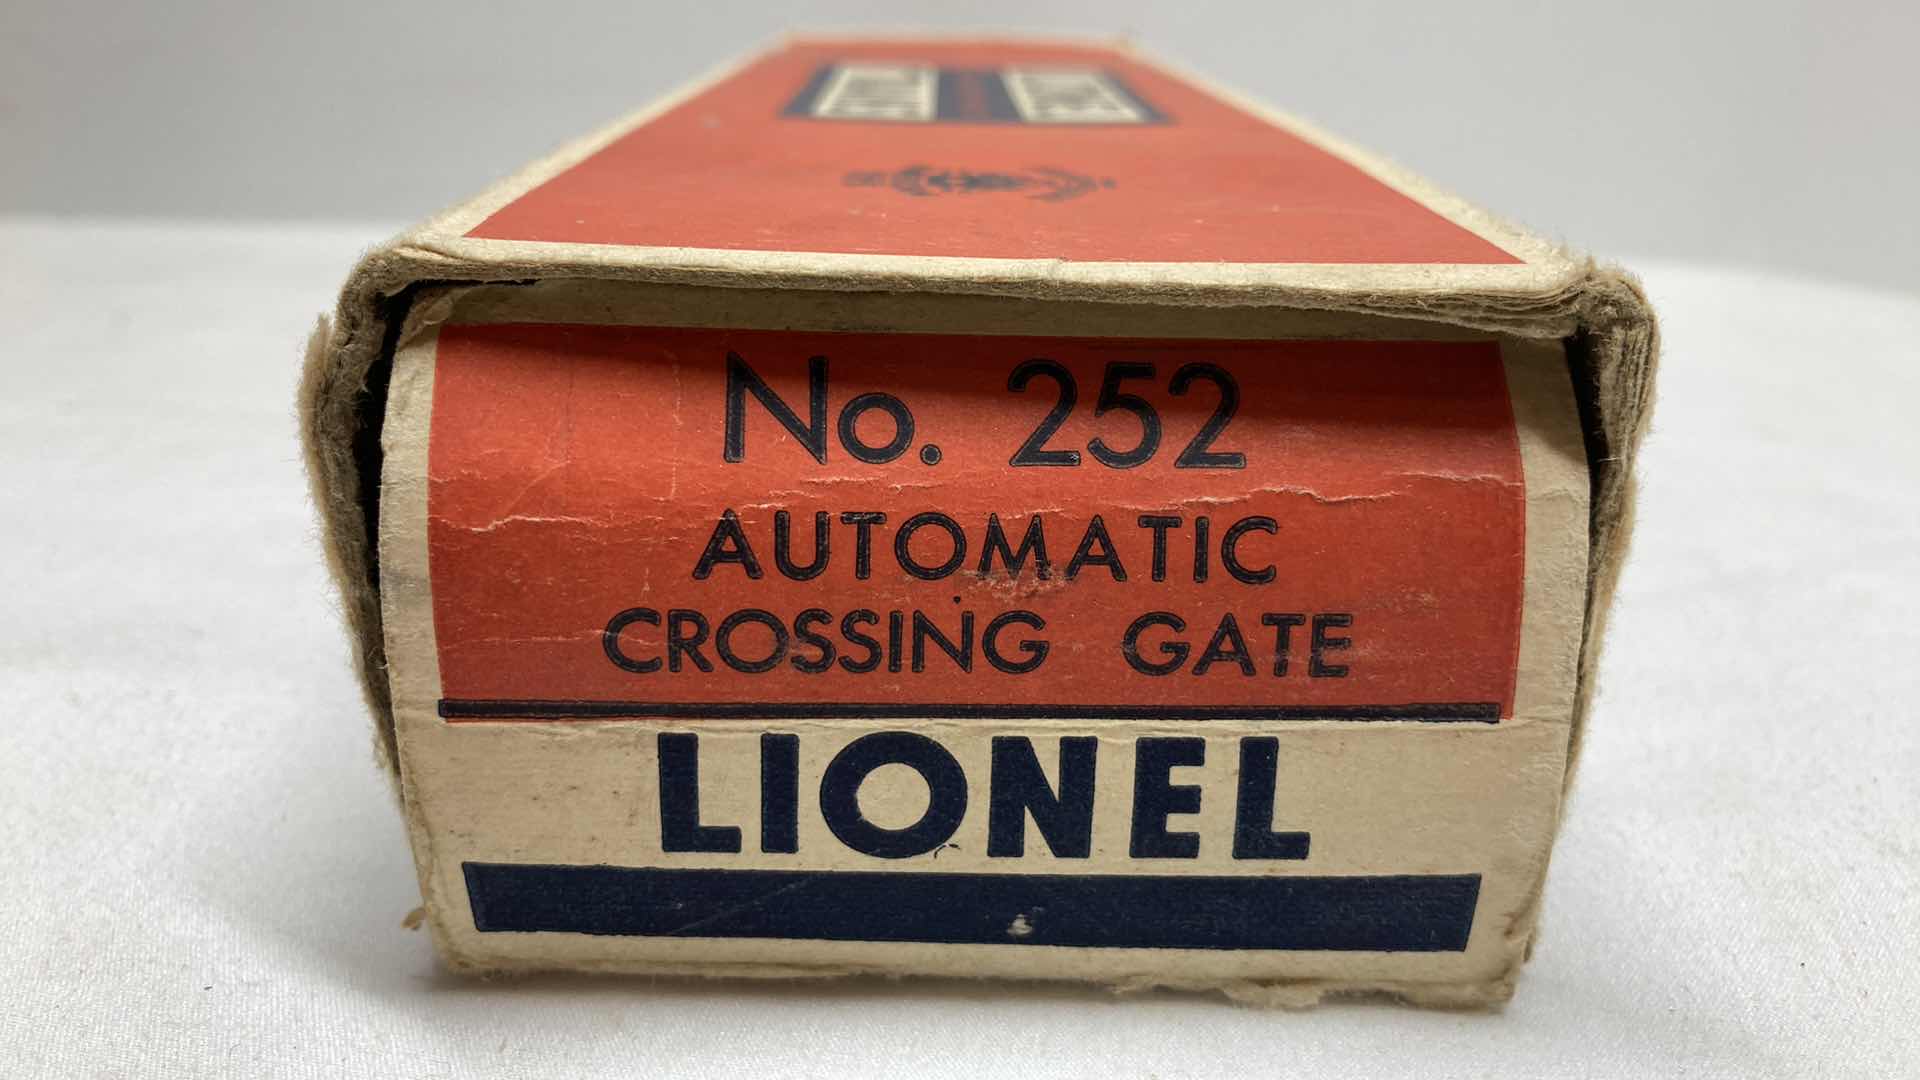 No. 252
AUTOMATIC
CROSSING GATE
LIONEL